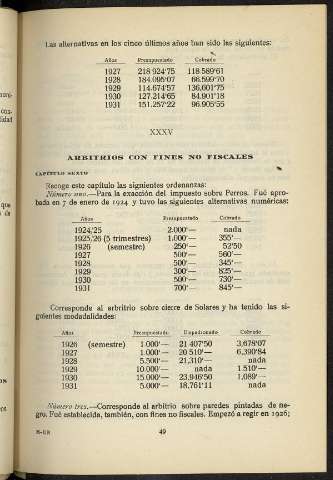 Las alternativas en los cinco últimos años han sido las siguientes:
Años Presupuestado Cobrado
1927 218.924'75 118.589'61
1928 184.095'07 66.599'70
1929 114.674'57 136.601'75
1930 127.214'65 84.901'18
1931 151.257'22 96.905'55
XXXV
ARBITRIOS CON FINES NO FISCALES
CAPÍTULO SEXTO
Recoge este capítulo las siguientes ordenanzas:
Número uno.—Para la exacción del impuesto sobre Perros. Fué apro-
bada en 7 de enero de 1924 y tuvo las siguientes alternativas numéricas:
Años Presupuestado Cobrado
1924/25 2.000'— nada
1925/26 (5 trimestres) 1.000'— 355'—
1926 (semestre) 250'— 52'50
1927 500'— 560'—
1928 500'— 345'—
1929 300'— 825'—
1930 500'— 730'—
1931 700'— 845'—
Corresponde al arbitrio sobre cierre de Solares y ha tenido las si-
guientes modadalidades:
Años Presupuestado Empadronado Cobrado
1926 (semestre) 1.000'— 21.407'50 3.678'07
1927 1.000'— 20.510'— 6.390'84
1928 5.500'— 21.310'— nada
1929 10.000'— nada 1.510'—
1930 15.000'— 23.946'50 1.089'—
1931 5.000'— 18.761'11 nada
Número tres.—Corresponde al arbitrio sobre paredes pintadas de ne-
gro. Fué establecida, también, con fines no fiscales. Empezó a regir en 1926;
49